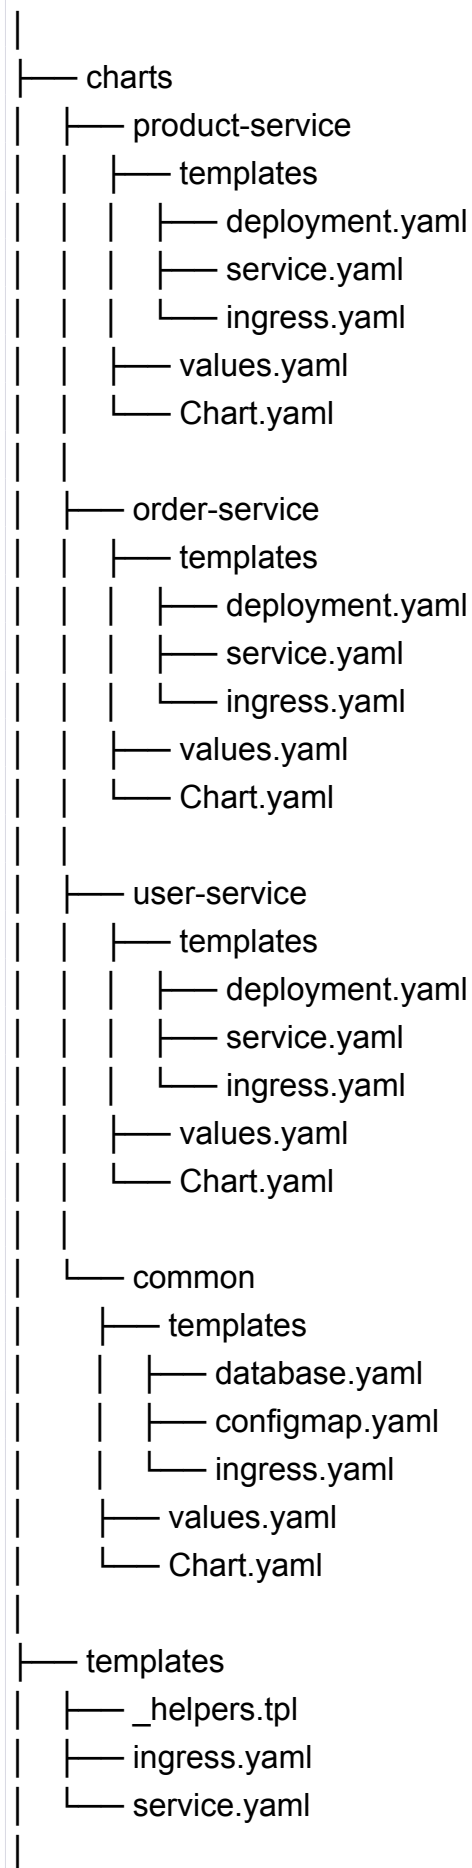 │
├── charts
│ ├── product-service
│ │ ├── templates
│ │ │ ├── deployment.yaml
│ │ │ ├── service.yaml
│ │ │ └── ingress.yaml
│ │ ├── values.yaml
│ │ └── Chart.yaml
│ │
│ ├── order-service
│ │ ├── templates
│ │ │ ├── deployment.yaml
│ │ │ ├── service.yaml
│ │ │ └── ingress.yaml
│ │ ├── values.yaml
│ │ └── Chart.yaml
│ │
│ ├── user-service
│ │ ├── templates
│ │ │ ├── deployment.yaml
│ │ │ ├── service.yaml
│ │ │ └── ingress.yaml
│ │ ├── values.yaml
│ │ └── Chart.yaml
│ │
│ └── common
│   ├── templates
│   │ ├── database.yaml
│   │ ├── configmap.yaml
│   │ └── ingress.yaml
│   ├── values.yaml
│   └── Chart.yaml
│
├── templates
│ ├── _helpers.tpl
│ ├── ingress.yaml
│ └── service.yaml
│